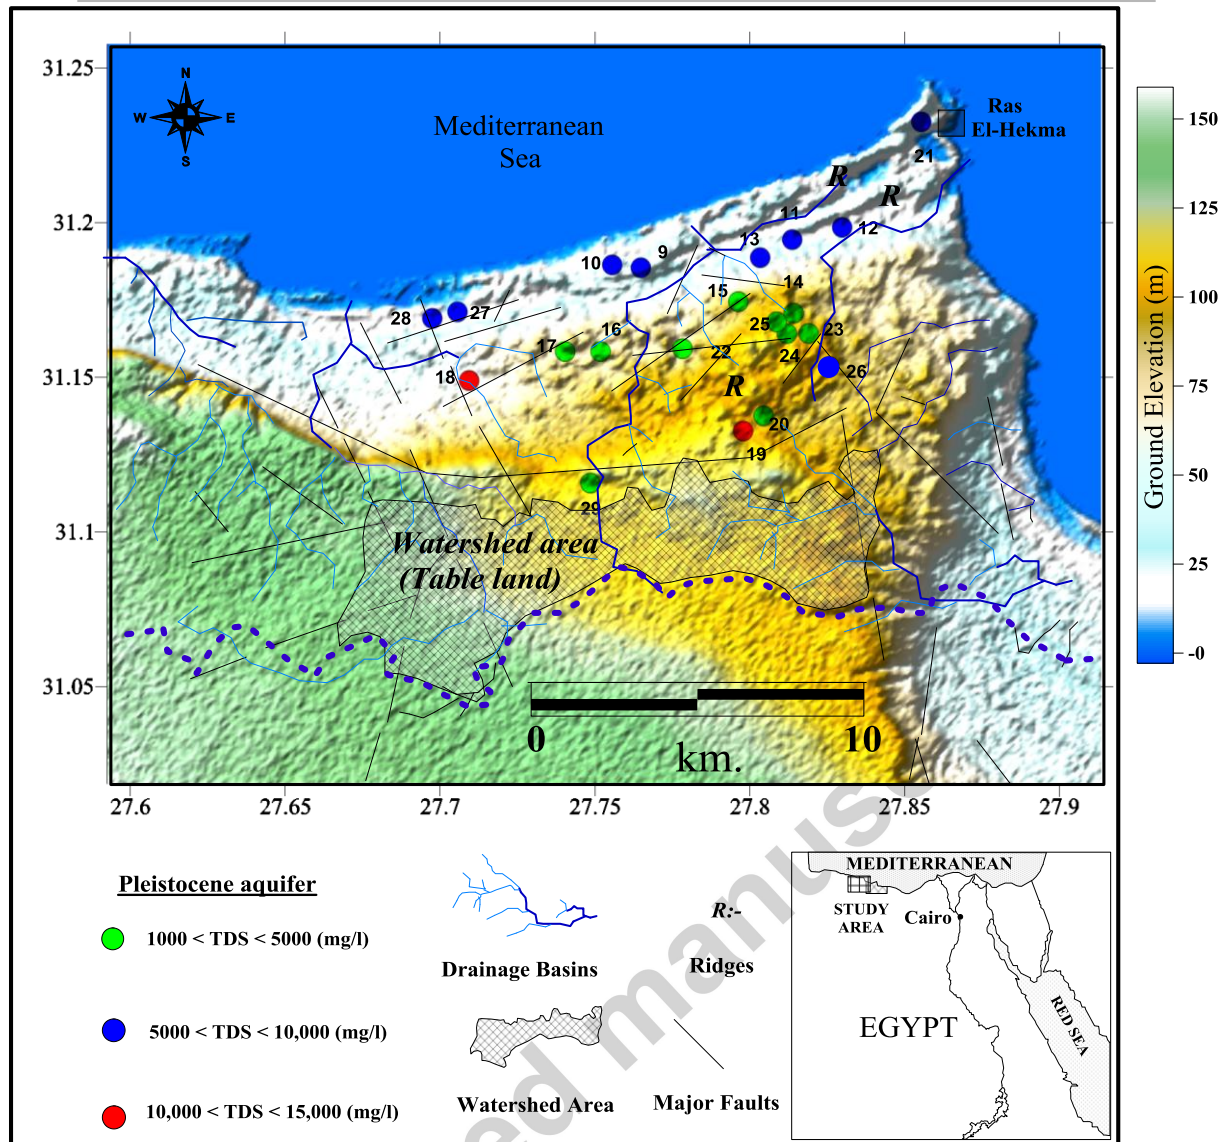 31.25
31.2
31.15
31.1
31.05
27.6
27.65
27.7
27.75
27.8
27.85
27.9
N
W
E
S
Mediterranean
Sea
Ras
El-Hekma
21
R
R
11
12
13
9
10
14
15
27
28
16
17
25
23
22
24
18
26
R
20
19
29
Watershed area
(Table land)
0
10
km.
150
125
100
75
50
25
-0
Ground Elevation (m)
Pleistocene aquifer
1000 < TDS < 5000 (mg/l)
5000 < TDS < 10,000 (mg/l)
10,000 < TDS < 15,000 (mg/l)
Drainage Basins
R:-
Ridges
Watershed Area
Major Faults
MEDITERRANEAN
STUDY
AREA
Cairo
EGYPT
RED SEA
ed manus